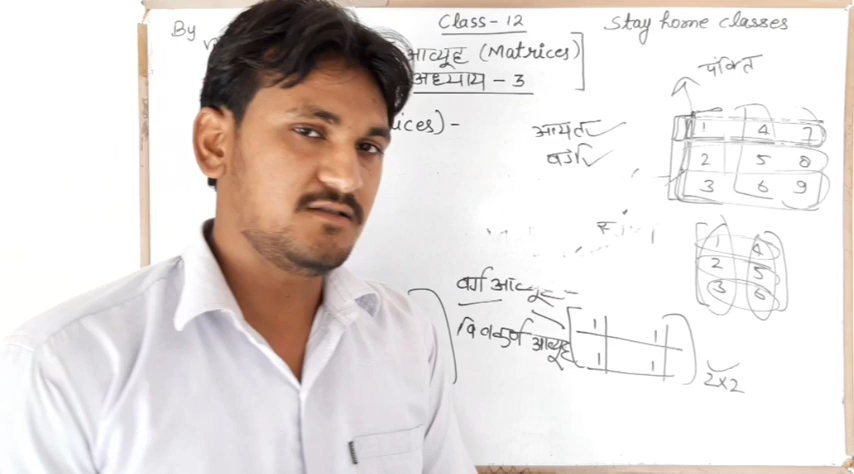 By
Class-12
Stay home classes
आव्यूह (Matrices)
अध्याय - 3
ices) -
पंक्ति
आयत
वर्ग
1 4 7
2 5 8
3 6 9
1 4
2 5
3 6
वर्ग आव्यूह -
विकर्ण आव्यूह
1 1
1 1
2x2